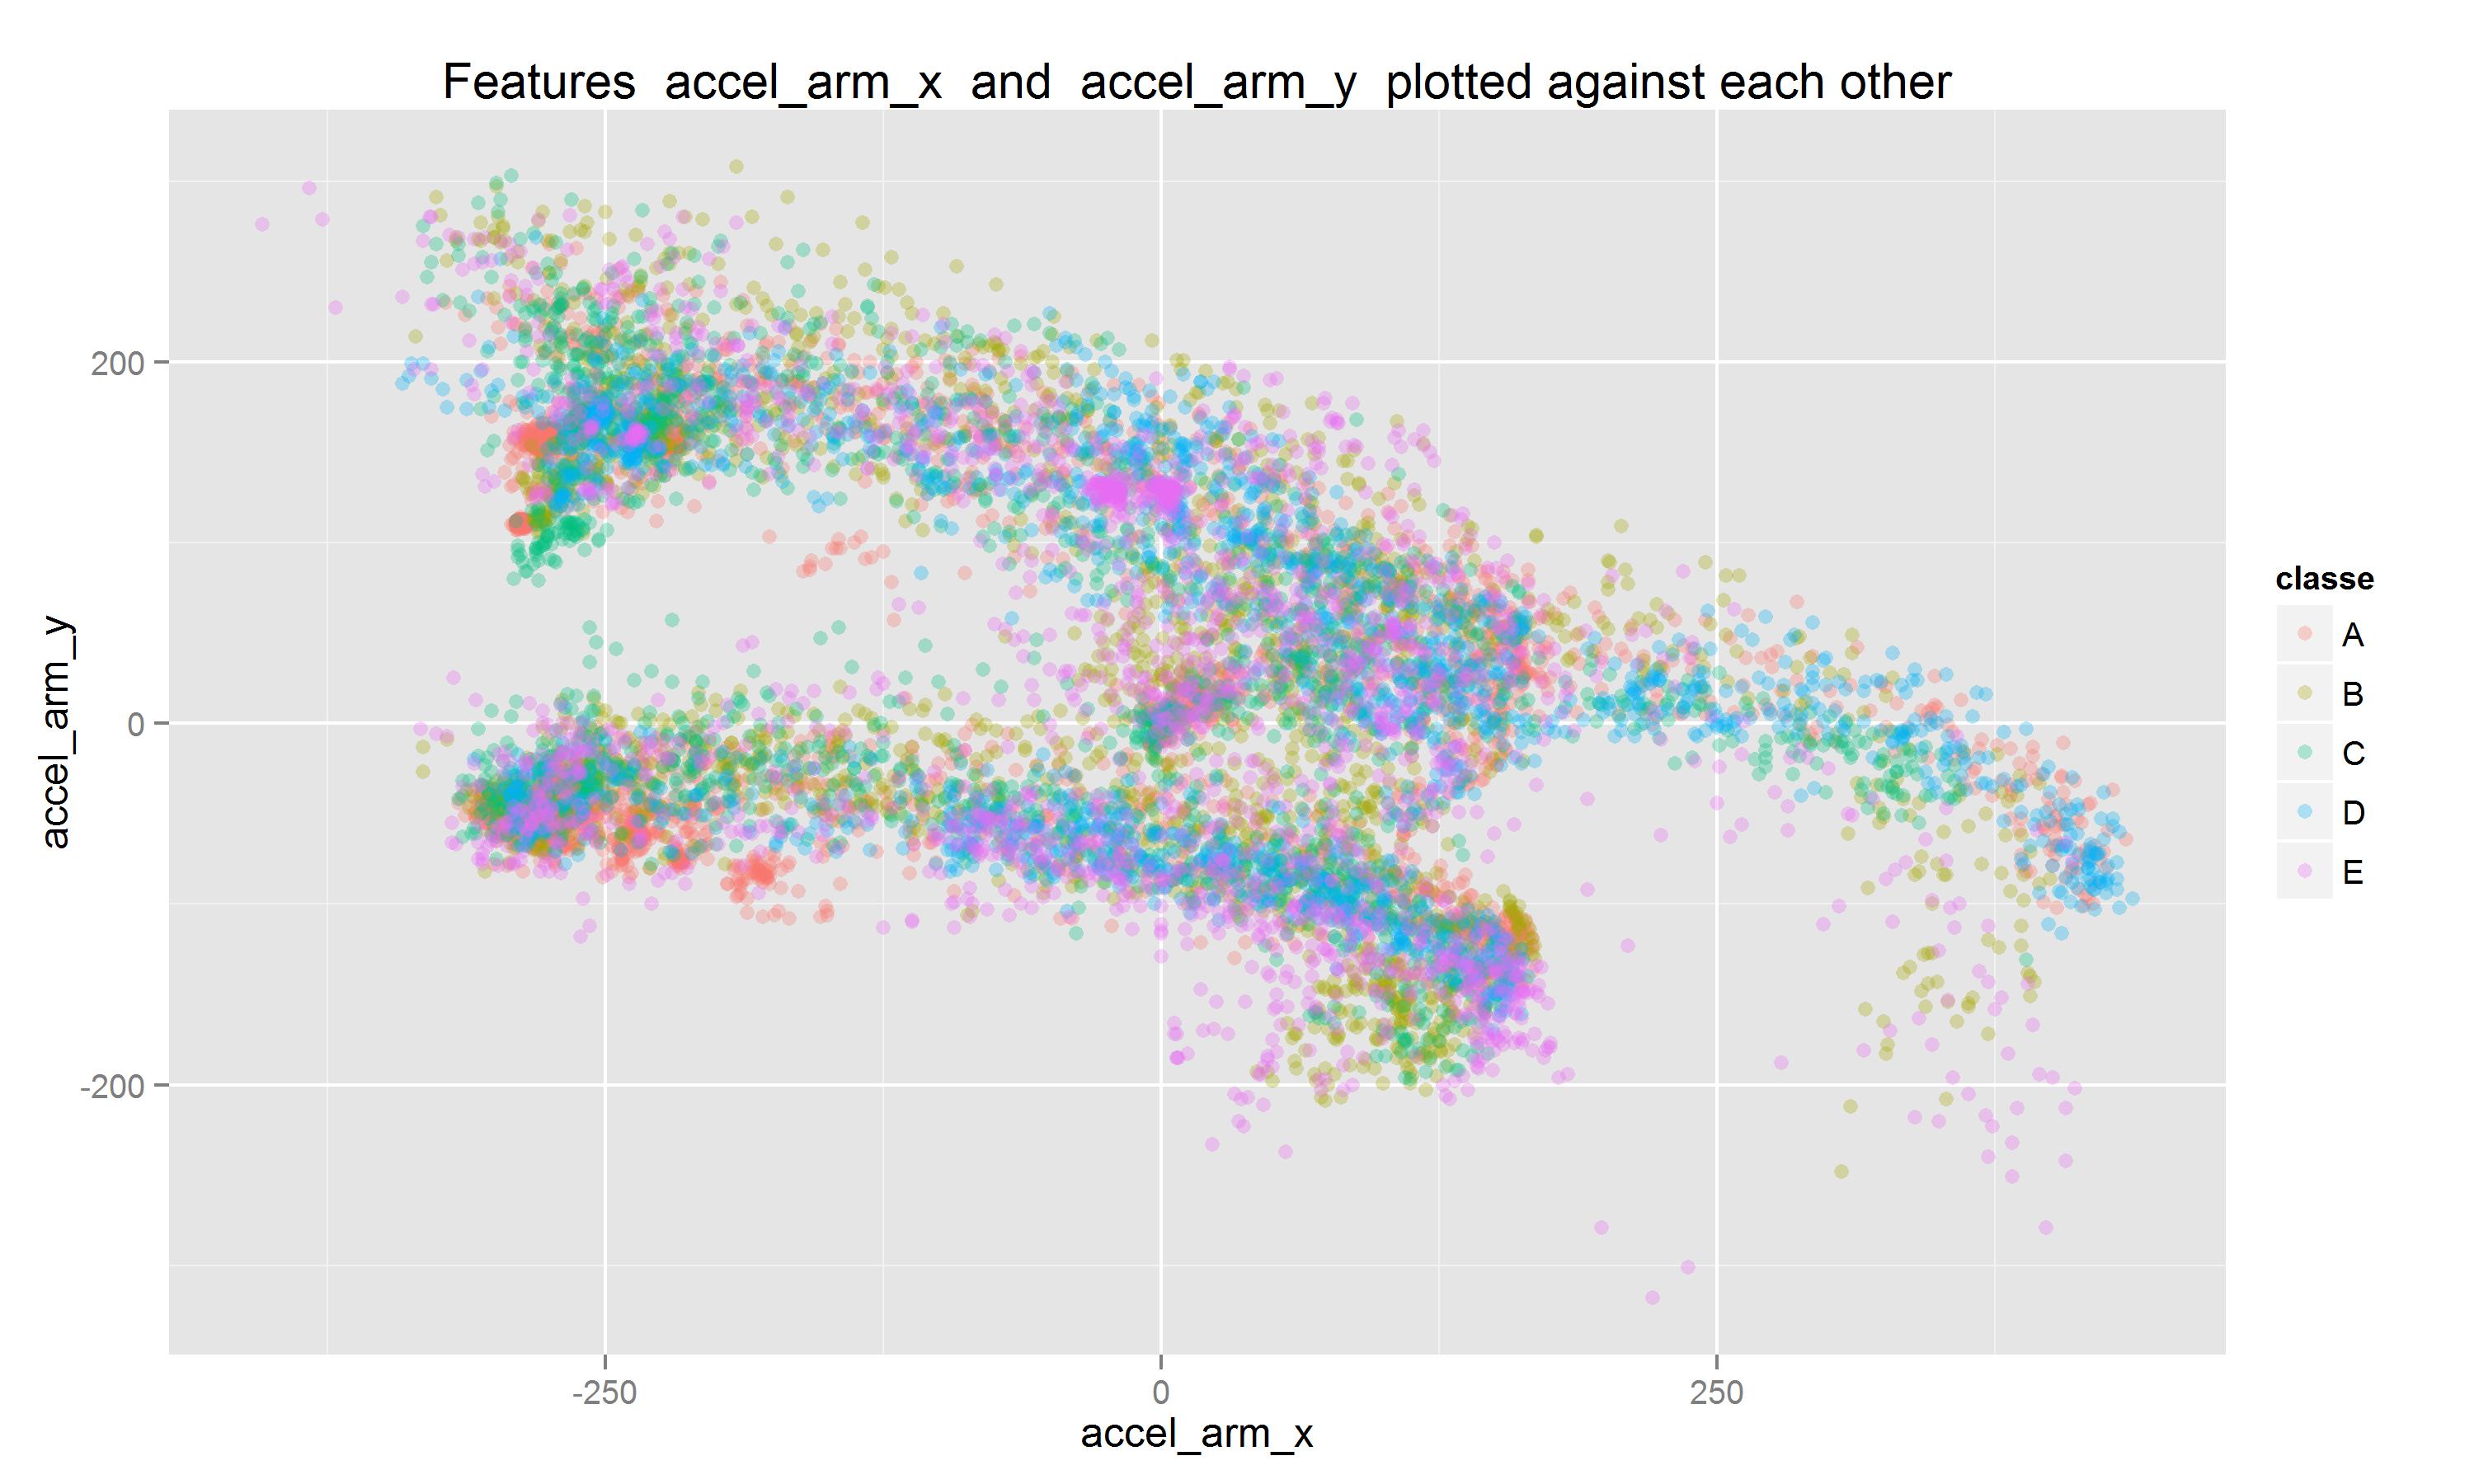 Features accel_arm_x and accel_arm_y plotted against each other
accel_arm_y
200
0
-200
-250
0
250
accel_arm_x
classe
A
B
C
D
E